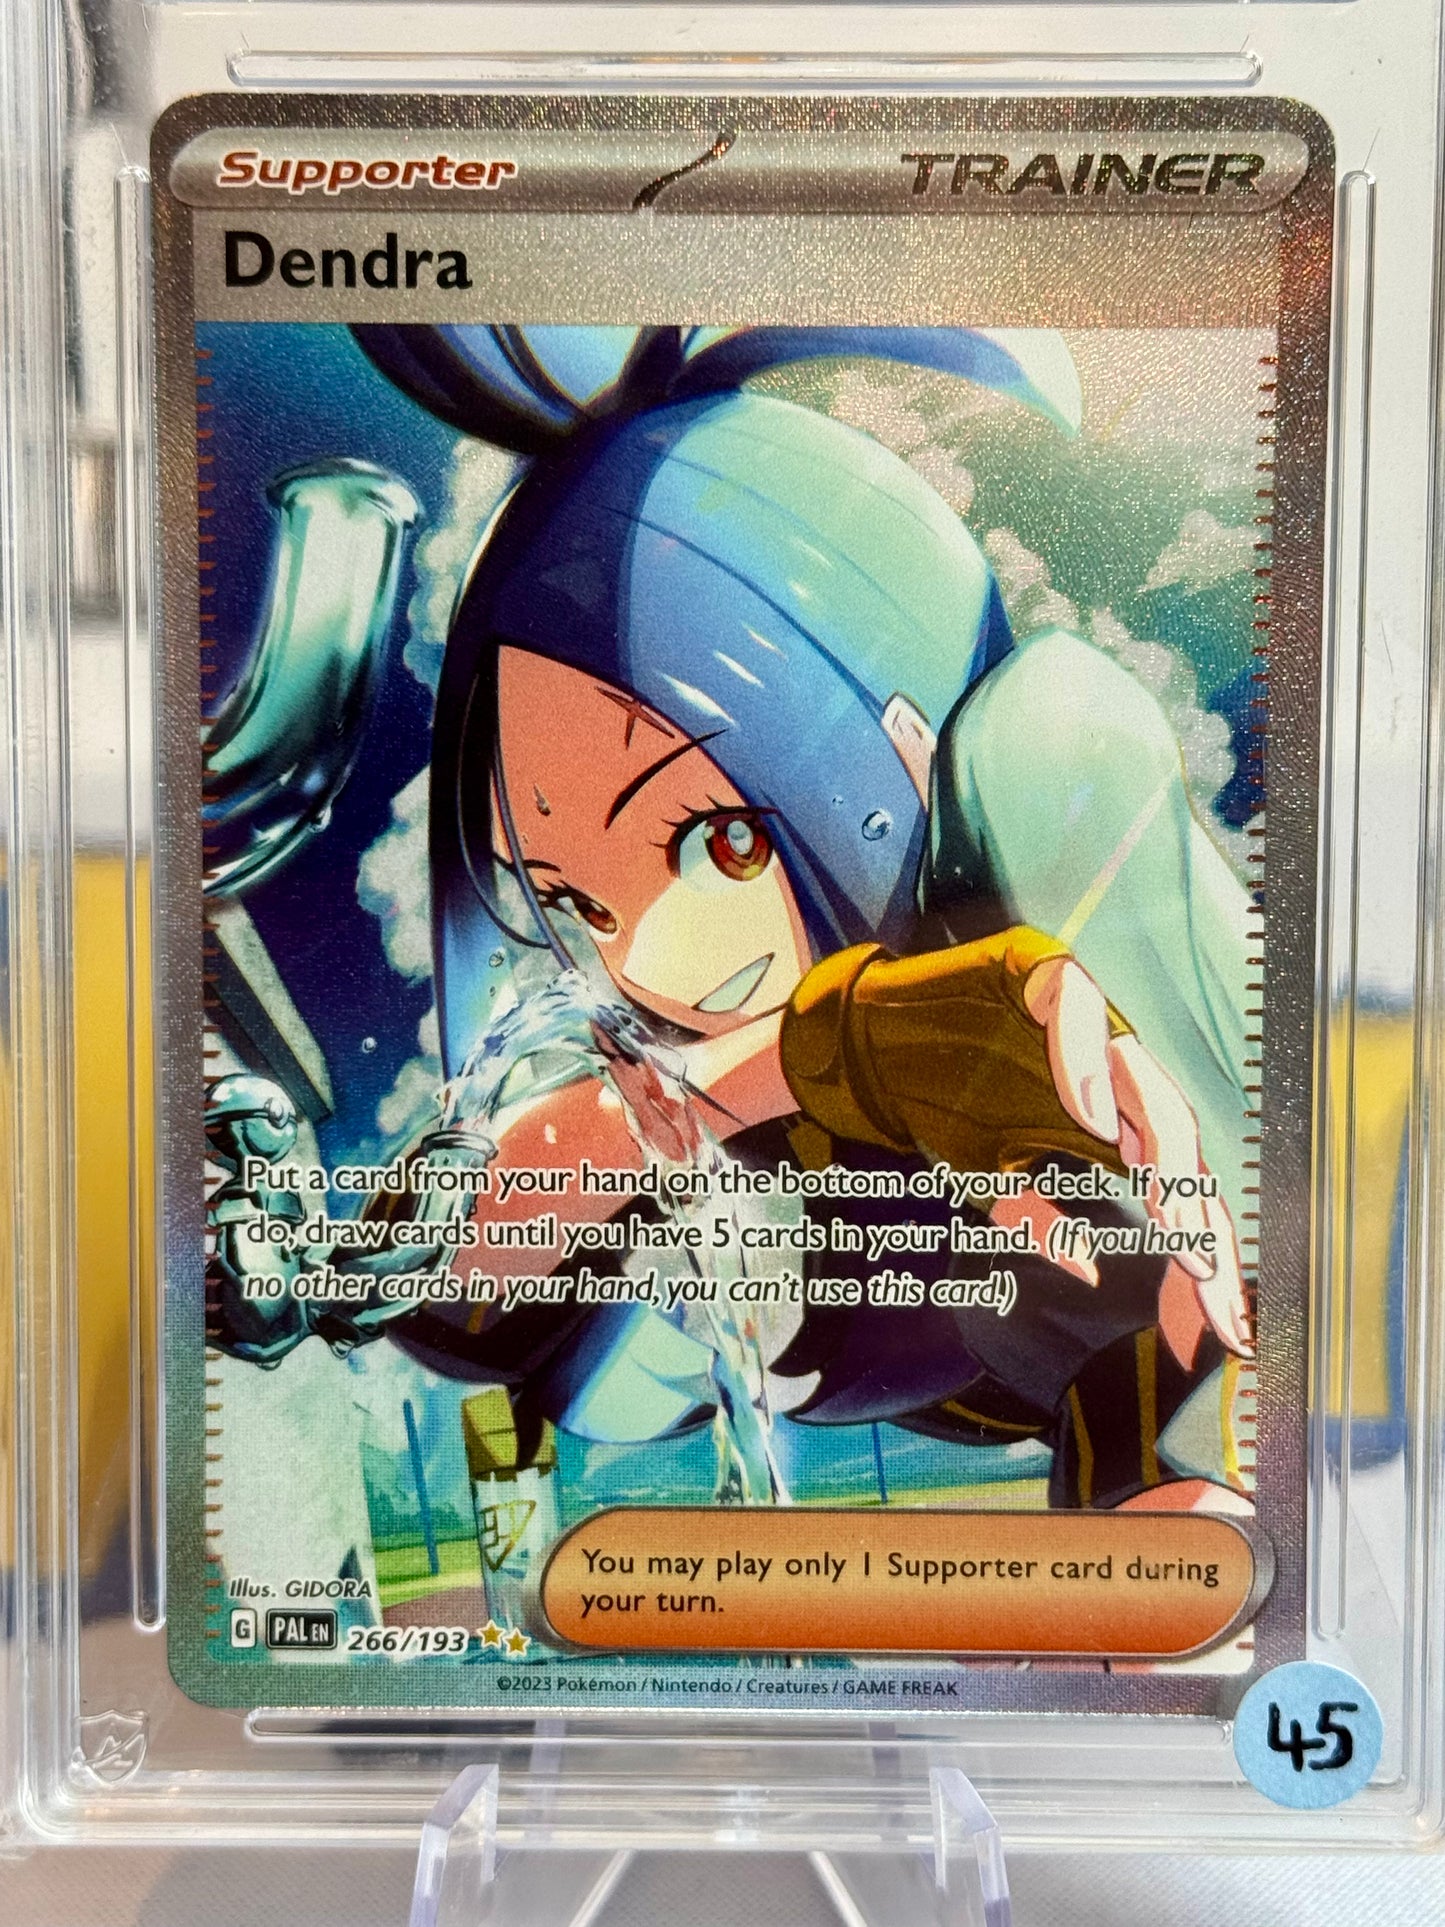 Supporter
TRAINER
Dendra
Put a card from your hand on the bottom of your deck. If you
do, draw cards until you have 5 cards in your hand. (If you have
no other cards in your hand, you can't use this card.)
You may play only 1 Supporter card during
your turn.
Illus. GIDORA
G PAL EN 266/193
©2023 Pokémon / Nintendo / Creatures / GAME FREAK
45